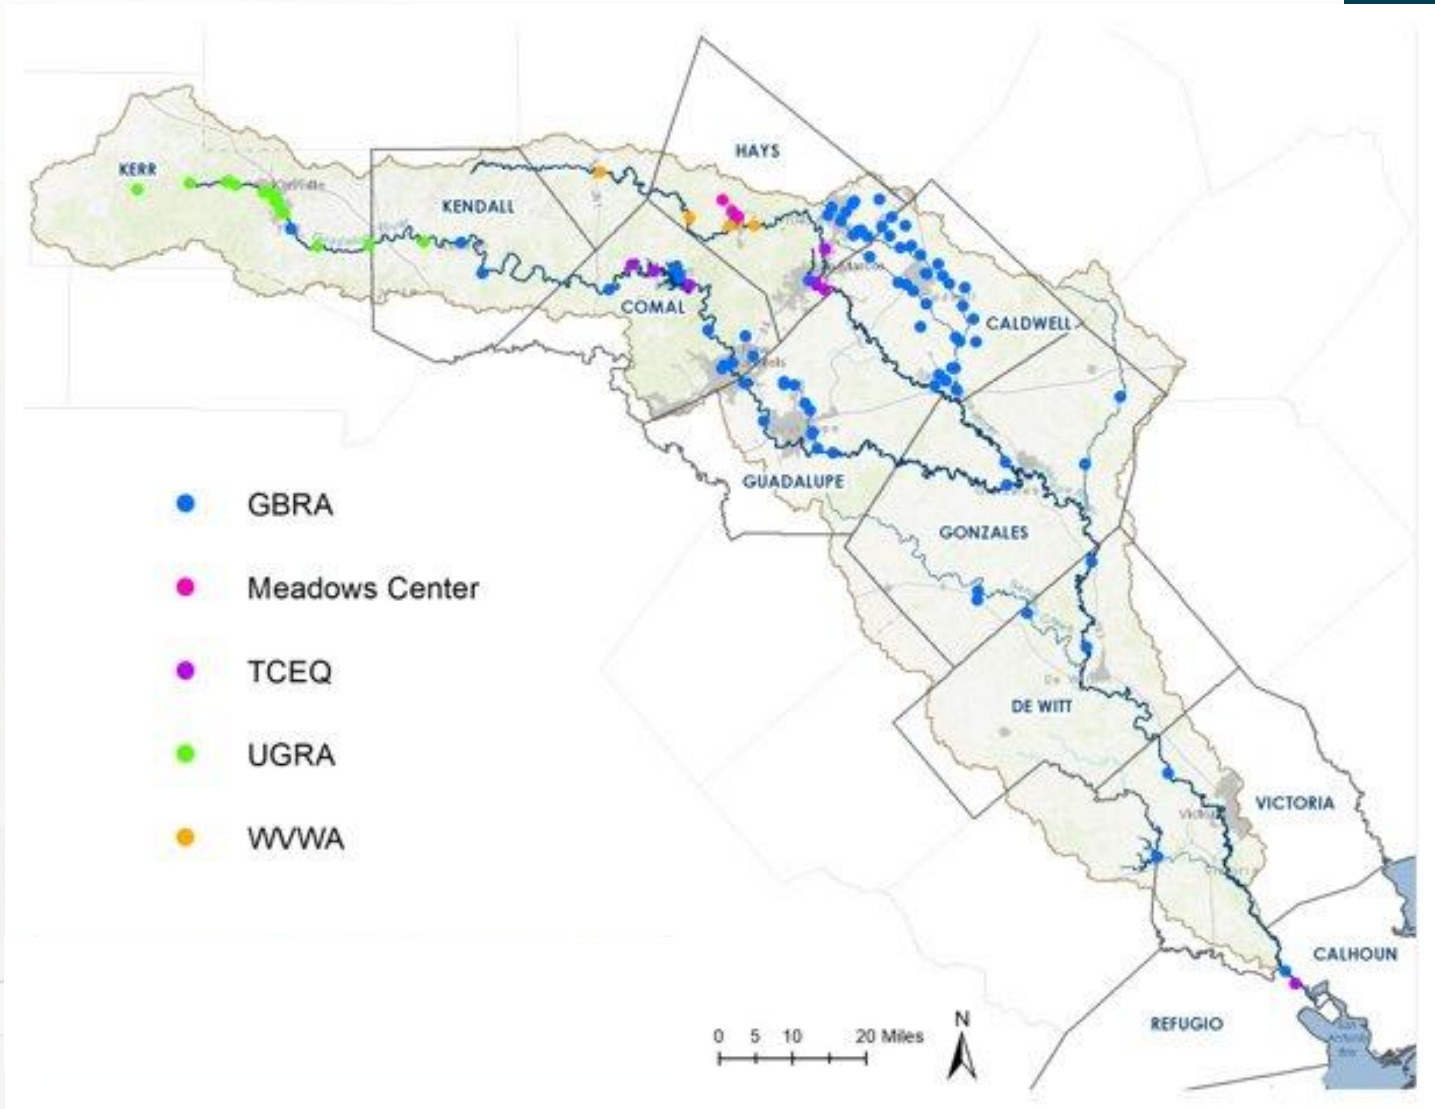 HAYS
KERR
Kerrville
KENDALL
COMAL
CALDWELL
GUADALUPE
GBRA
GONZALES
Meadows Center
TCEQ
DE WITT
UGRA
VICTORIA
WVWA
CALHOUN
REFUGIO
N
0 5 10 20 Miles